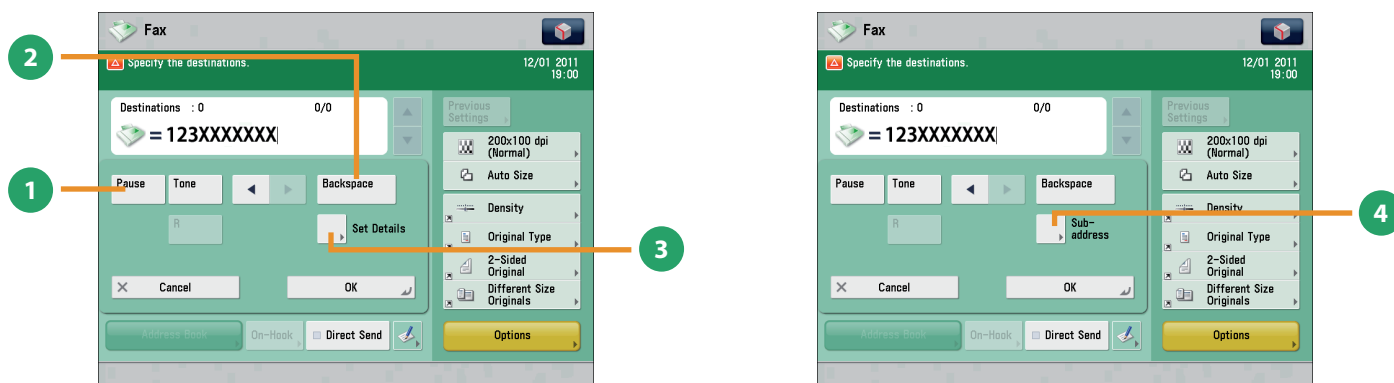 Fax
Specify the destinations.
12/01 2011
19:00
Destinations : 0
0/0
=123XXXXXXX
Previous
Settings
200x100 dpi
(Normal)
Auto Size
Pause
Tone
Backspace
R
Set Details
Density
Original Type
2-Sided
Original
Different Size
Originals
Cancel
OK
Address Book
On-Hook
Direct Send
Options
1
2
3
Fax
Specify the destinations.
12/01 2011
19:00
Destinations : 0
0/0
=123XXXXXXX
Previous
Settings
200x100 dpi
(Normal)
Auto Size
Pause
Tone
Backspace
R
Sub-
address
Density
Original Type
2-Sided
Original
Different Size
Originals
Cancel
OK
Address Book
On-Hook
Direct Send
Options
4